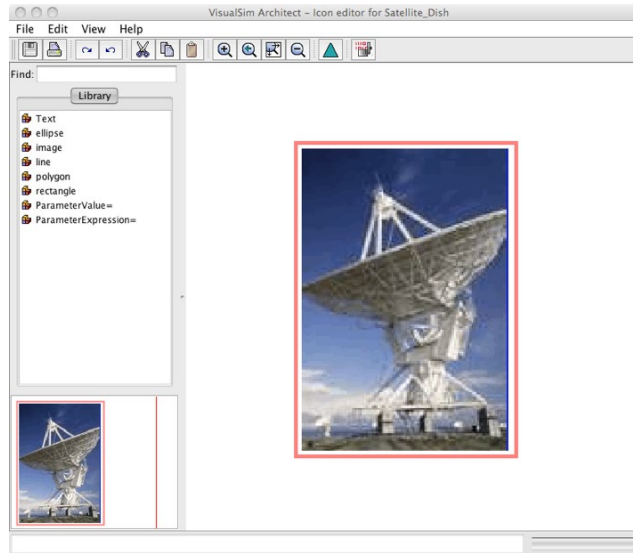 VisualSim Architect - Icon editor for Satellite_Dish
File Edit View Help
Find:
Library
Text
ellipse
image
line
polygon
rectangle
ParameterValue=
ParameterExpression=